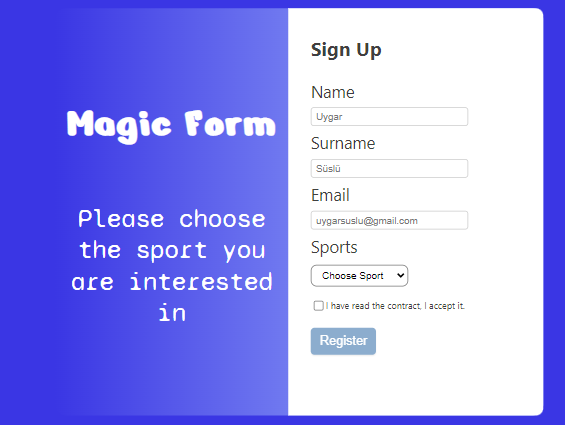 Magic Form
Please choose
the sport you
are interested
in
Sign Up
Name
Uygar
Surname
Süslü
Email
uygarsuslu@gmail.com
Sports
Choose Sport
I have read the contract, I accept it.
Register